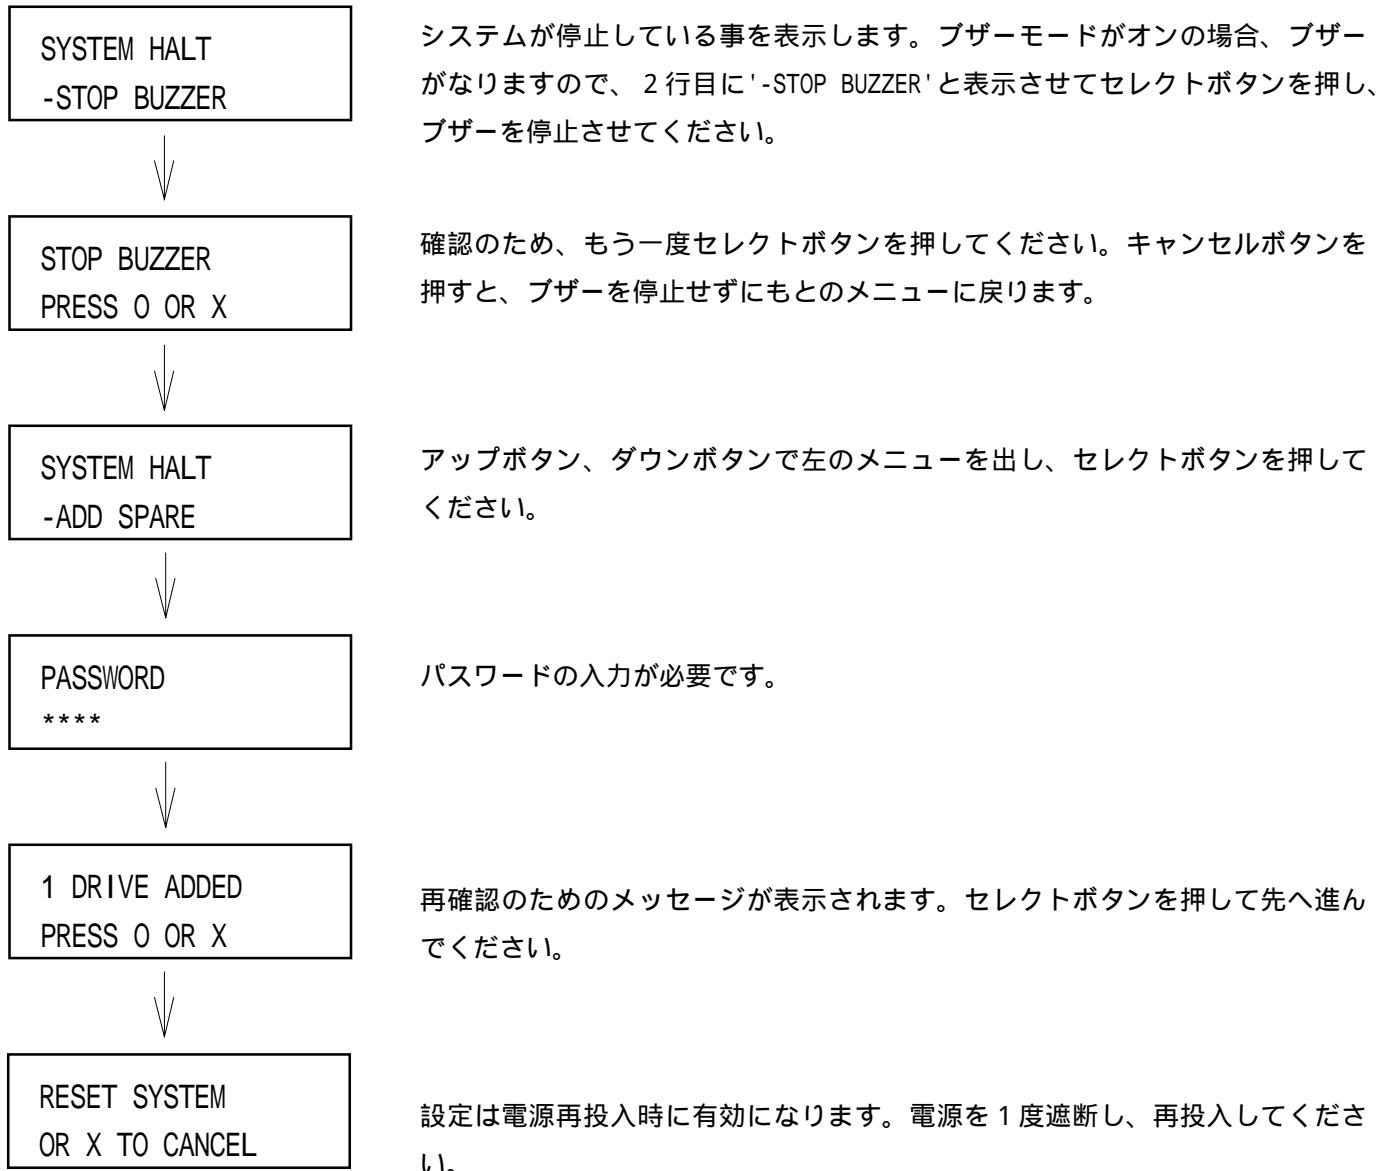 SYSTEM HALT
-STOP BUZZER
システムが停止している事を表示します。ブザーモードがオンの場合、ブザー
がなりますので、２行目に'-STOP BUZZER'と表示させてセレクトボタンを押し、
ブザーを停止させてください。
STOP BUZZER
PRESS O OR X
確認のため、もう一度セレクトボタンを押してください。キャンセルボタンを
押すと、ブザーを停止せずにもとのメニューに戻ります。
SYSTEM HALT
-ADD SPARE
アップボタン、ダウンボタンで左のメニューを出し、セレクトボタンを押して
ください。
PASSWORD
****
パスワードの入力が必要です。
1 DRIVE ADDED
PRESS O OR X
再確認のためのメッセージが表示されます。セレクトボタンを押して先へ進ん
でください。
RESET SYSTEM
OR X TO CANCEL
設定は電源再投入時に有効になります。電源を１度遮断し、再投入してくださ
い。